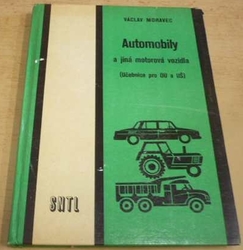 VÁCLAV MORAVEC
Automobily
a jiná motorová vozidla
(Učebnice pro OU a UŠ)
SNTL